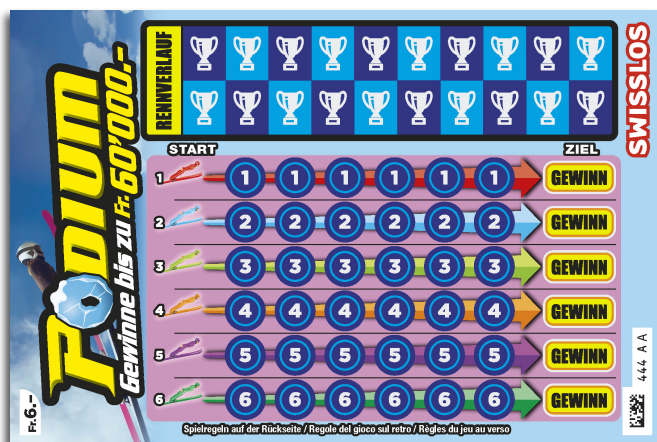 PODIUM
Gewinne bis zu Fr. 60'000.-
Fr. 6.-
RENNVERLAUF
SWISSLOS
START ZIEL
1 1 1 1 1 1 1 GEWINN
2 2 2 2 2 2 2 GEWINN
3 3 3 3 3 3 3 GEWINN
4 4 4 4 4 4 4 GEWINN
5 5 5 5 5 5 5 GEWINN
6 6 6 6 6 6 6 GEWINN
444 A A
Spielregeln auf der Rückseite / Regole del gioco sul retro / Règles du jeu au verso